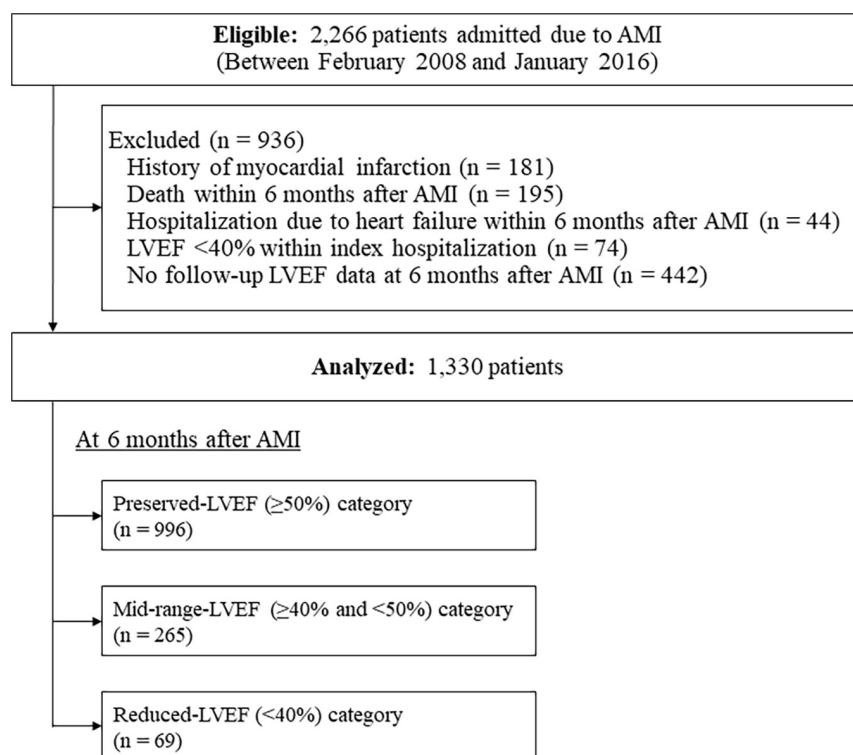 Eligible: 2,266 patients admitted due to AMI
(Between February 2008 and January 2016)
Excluded (n = 936)
History of myocardial infarction (n = 181)
Death within 6 months after AMI (n = 195)
Hospitalization due to heart failure within 6 months after AMI (n = 44)
LVEF <40% within index hospitalization (n = 74)
No follow-up LVEF data at 6 months after AMI (n = 442)
Analyzed: 1,330 patients
At 6 months after AMI
Preserved-LVEF (≥50%) category
(n = 996)
Mid-range-LVEF (≥40% and <50%) category
(n = 265)
Reduced-LVEF (<40%) category
(n = 69)